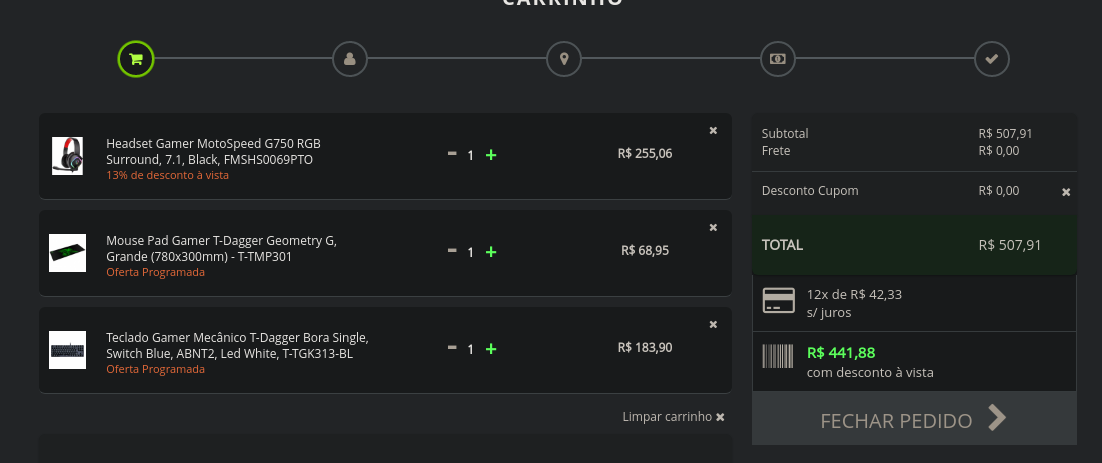 CARRINHO
Headset Gamer MotoSpeed G750 RGB
Surround, 7.1, Black, FMSHS0069PTO
13% de desconto à vista
1
R$ 255,06
Mouse Pad Gamer T-Dagger Geometry G,
Grande (780x300mm) - T-TMP301
Oferta Programada
1
R$ 68,95
Teclado Gamer Mecânico T-Dagger Bora Single,
Switch Blue, ABNT2, Led White, T-TGK313-BL
Oferta Programada
1
R$ 183,90
Limpar carrinho
Subtotal R$ 507,91
Frete R$ 0,00
Desconto Cupom R$ 0,00
TOTAL R$ 507,91
12x de R$ 42,33
s/ juros
R$ 441,88
com desconto à vista
FECHAR PEDIDO